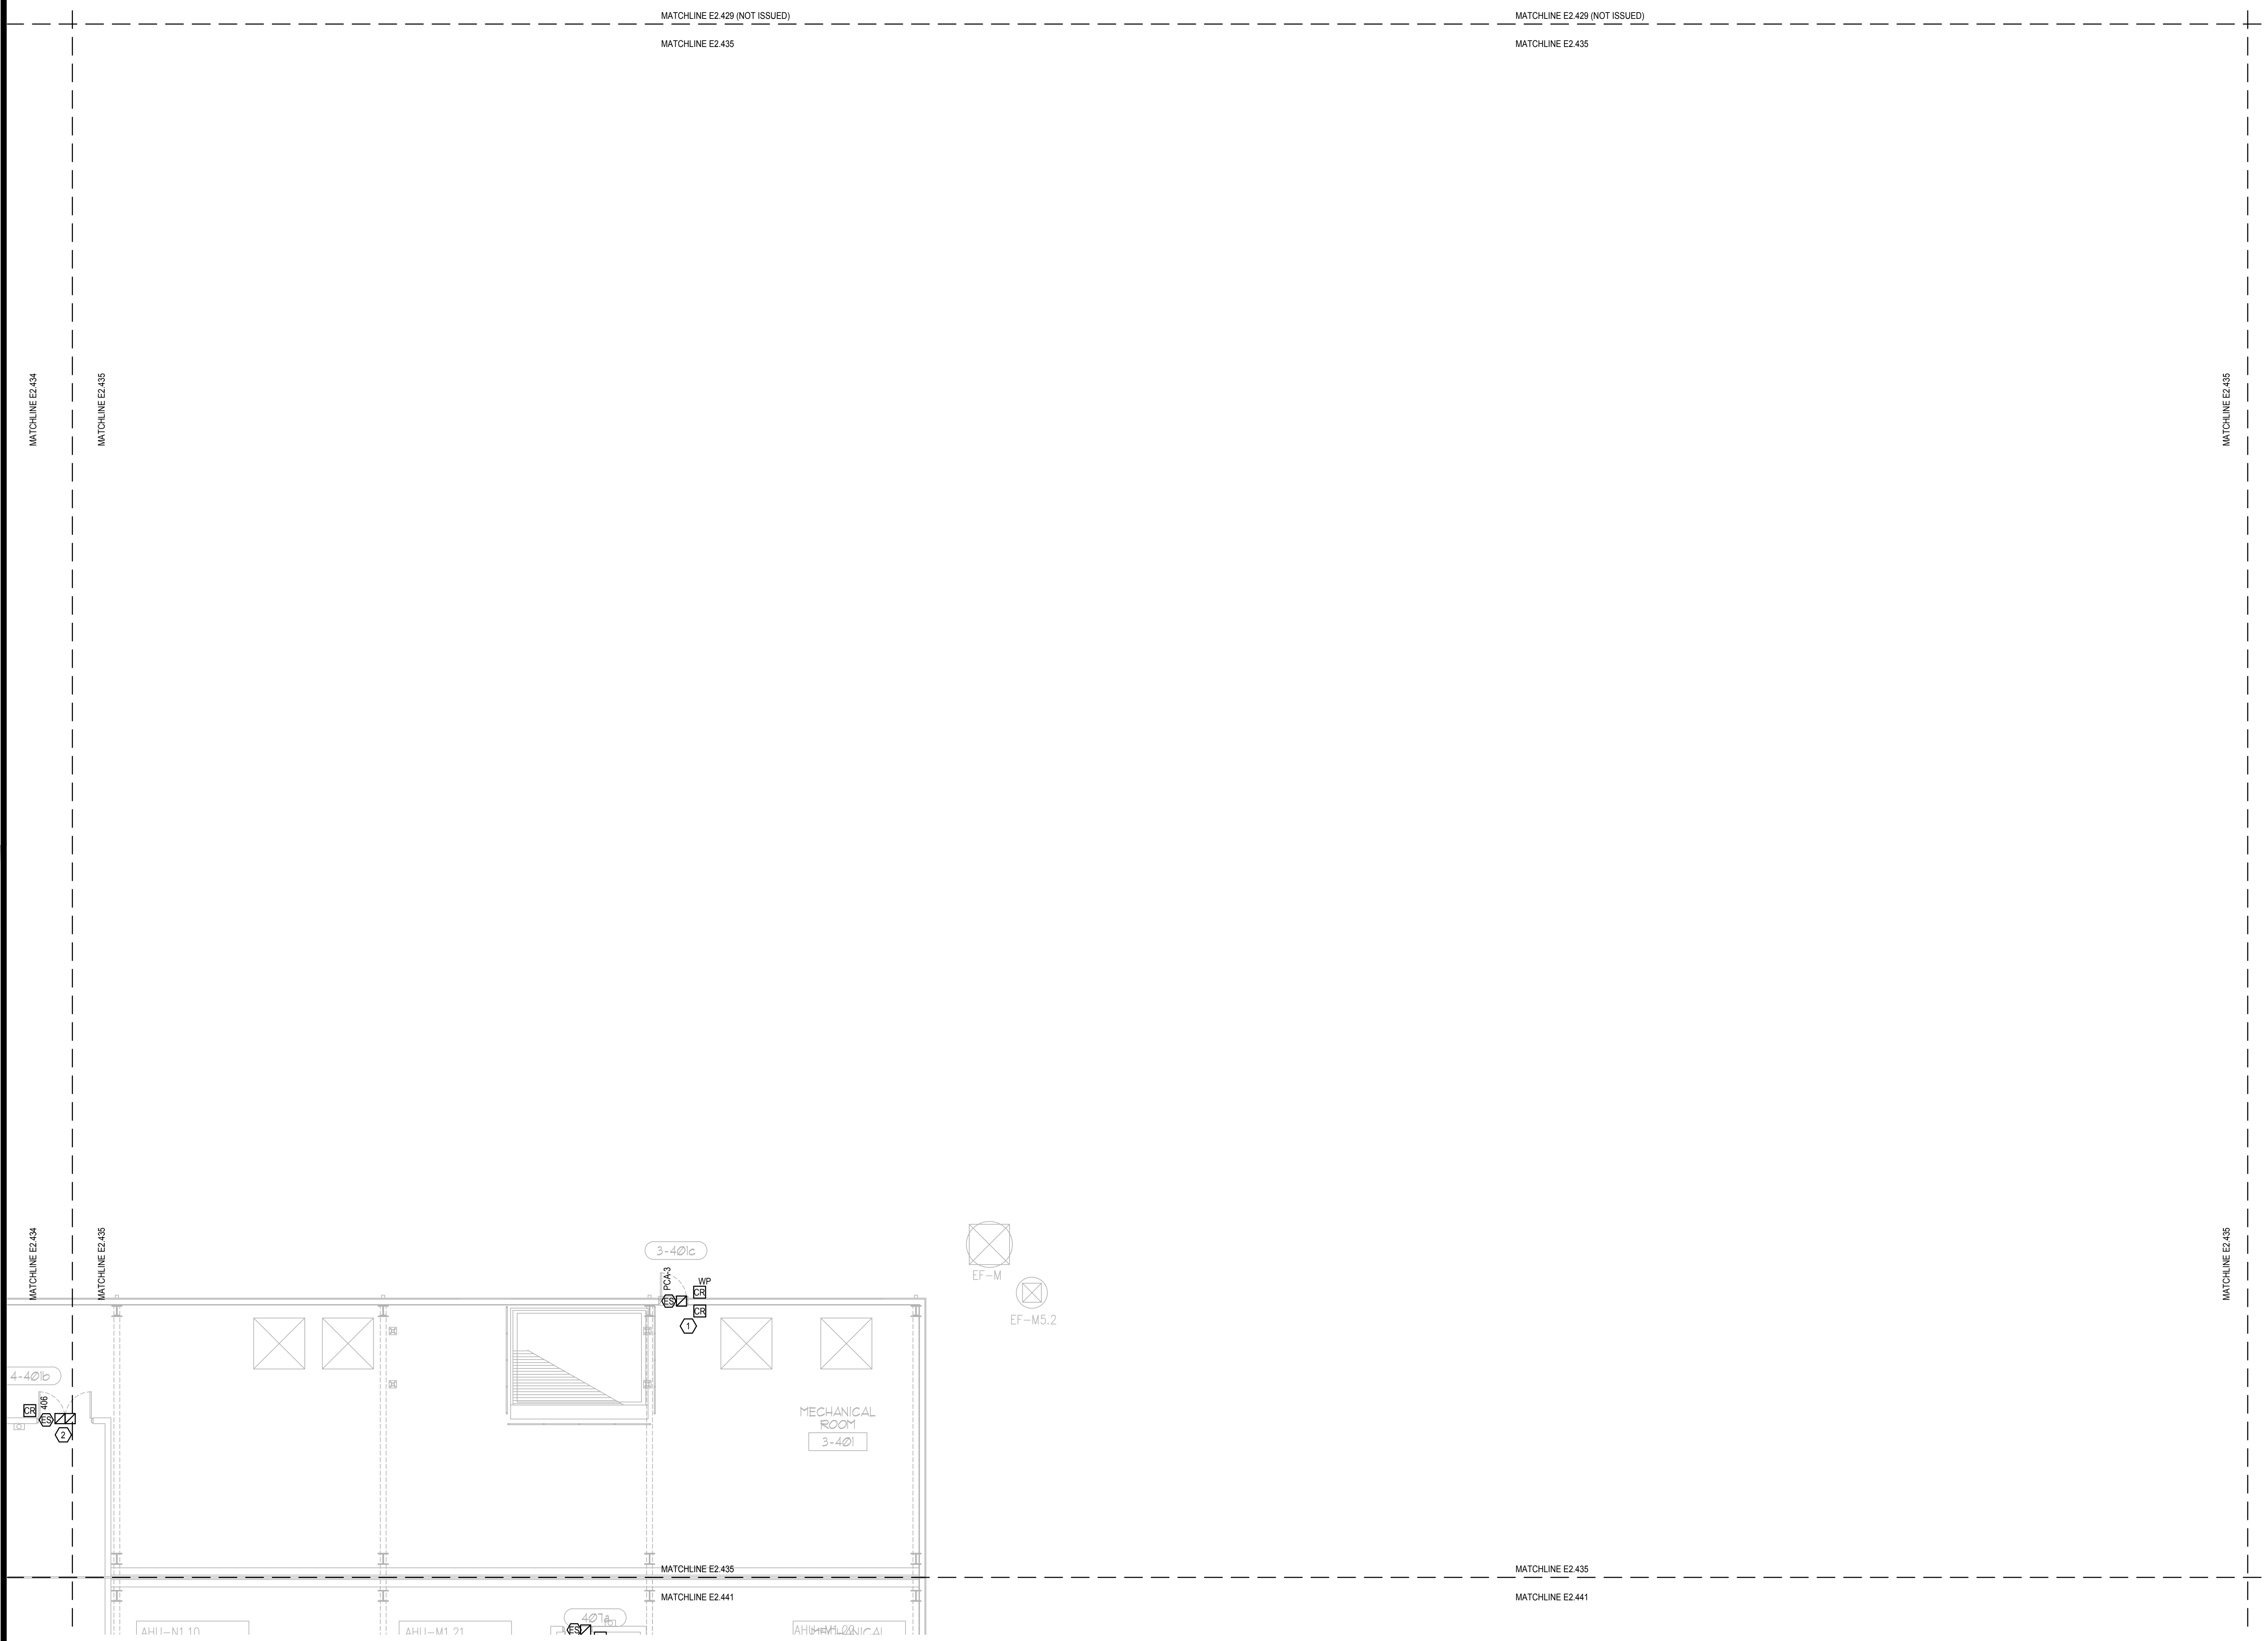 MATCHLINE E2.429 (NOT ISSUED)
MATCHLINE E2.429 (NOT ISSUED)
MATCHLINE E2.435
MATCHLINE E2.435
MATCHLINE E2.434
MATCHLINE E2.435
MATCHLINE E2.435
MATCHLINE E2.434
MATCHLINE E2.435
MATCHLINE E2.435
3-401c
PCA-3
WP
CR
ES
CR
1
EF-M
EF-M5.2
4-401b
406
CR
ES
2
MECHANICAL
ROOM
3-401
MATCHLINE E2.435
MATCHLINE E2.435
MATCHLINE E2.441
MATCHLINE E2.441
407a
ES
AHU-N1.10
AHU-M1.21
MECHANICAL